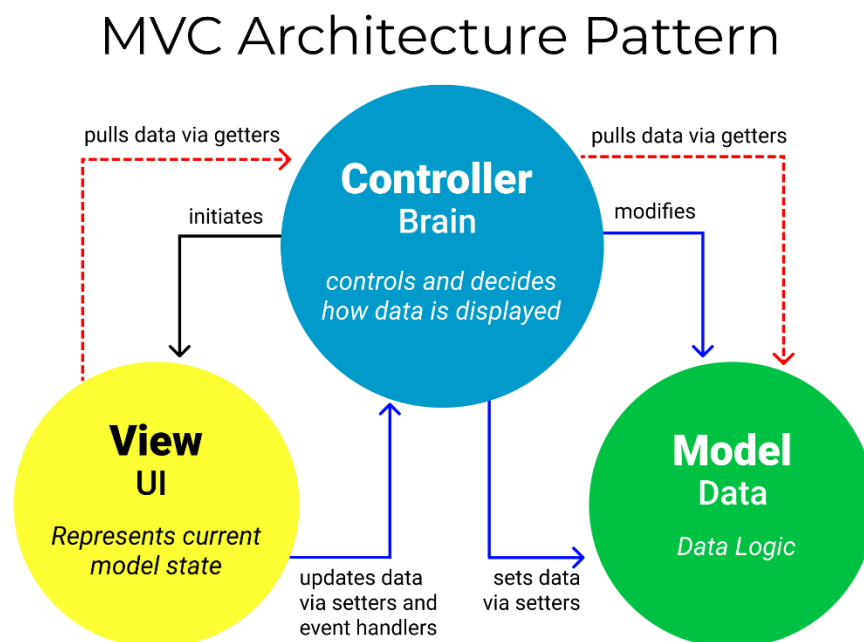 MVC Architecture Pattern
pulls data via getters
pulls data via getters
Controller
Brain
initiates
modifies
controls and decides
how data is displayed
View
UI
Represents current
model state
Model
Data
Data Logic
updates data
via setters and
event handlers
sets data
via setters